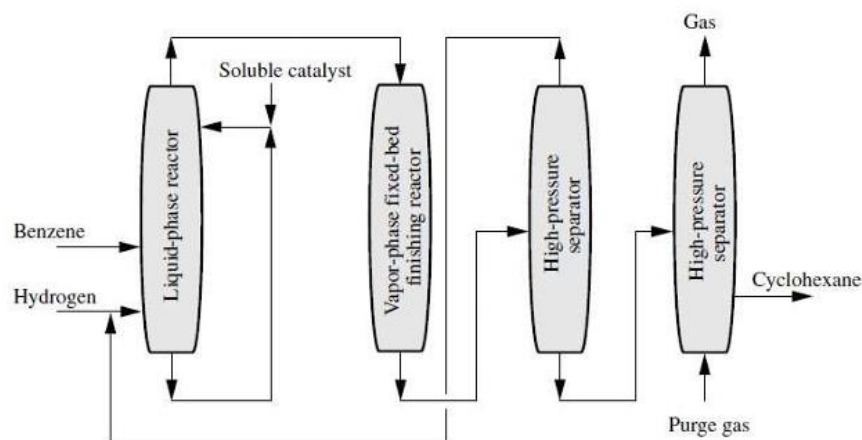 Gas
Soluble catalyst
Liquid-phase reactor
Vapor-phase fixed-bed
finishing reactor
High-pressure
separator
High-pressure
separator
Benzene
Hydrogen
Cyclohexane
Purge gas